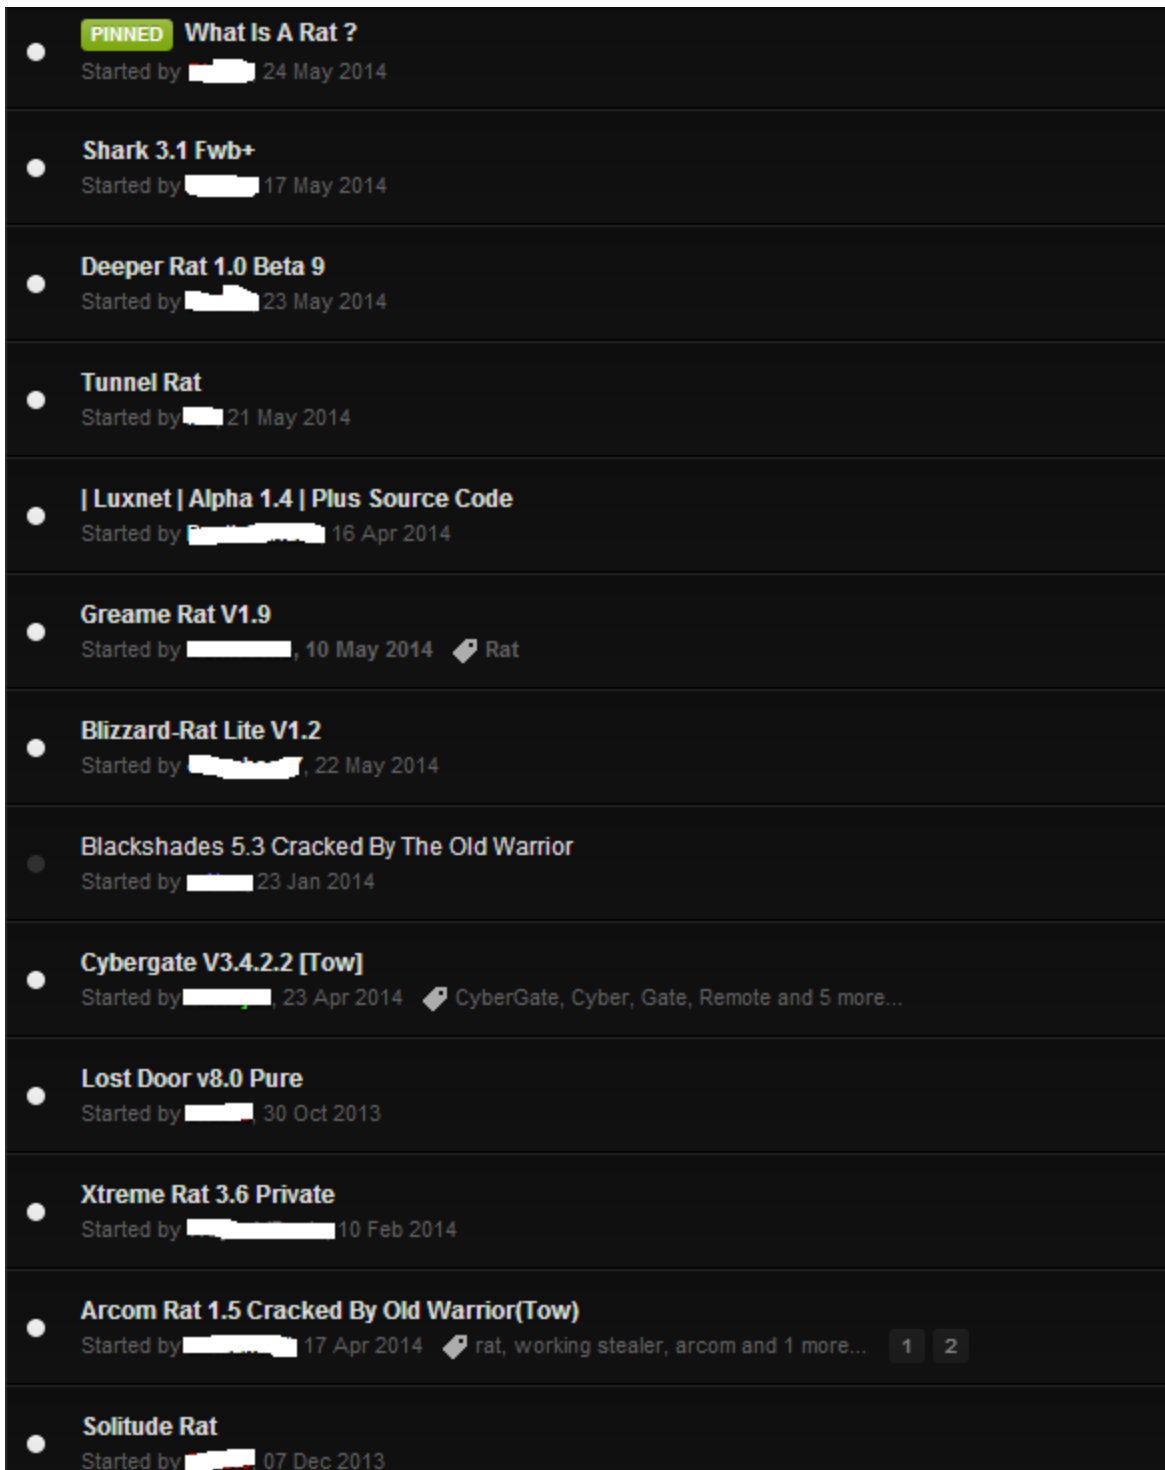 PINNED What Is A Rat ?
Started by 24 May 2014
Shark 3.1 Fwb+
Started by 17 May 2014
Deeper Rat 1.0 Beta 9
Started by 23 May 2014
Tunnel Rat
Started by 21 May 2014
| Luxnet | Alpha 1.4 | Plus Source Code
Started by 16 Apr 2014
Greame Rat V1.9
Started by , 10 May 2014 Rat
Blizzard-Rat Lite V1.2
Started by , 22 May 2014
Blackshades 5.3 Cracked By The Old Warrior
Started by 23 Jan 2014
Cybergate V3.4.2.2 [Tow]
Started by , 23 Apr 2014 CyberGate, Cyber, Gate, Remote and 5 more...
Lost Door v8.0 Pure
Started by , 30 Oct 2013
Xtreme Rat 3.6 Private
Started by 10 Feb 2014
Arcom Rat 1.5 Cracked By Old Warrior(Tow)
Started by 17 Apr 2014 rat, working stealer, arcom and 1 more... 1 2
Solitude Rat
Started by , 07 Dec 2013